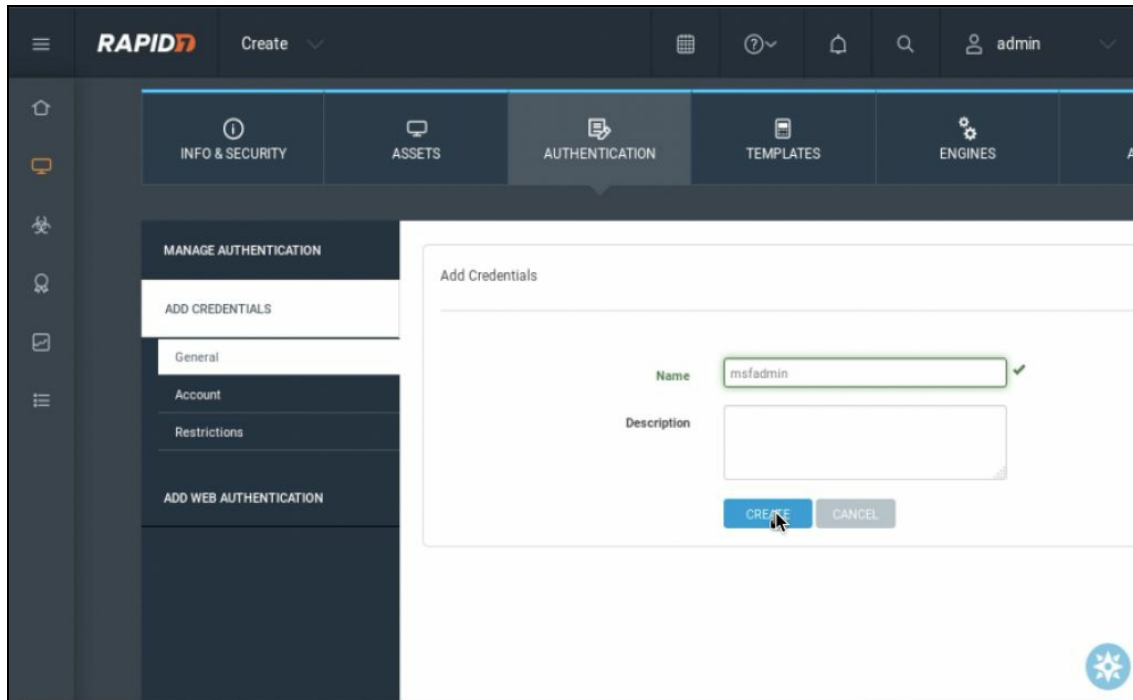 RAPID7 Create admin
INFO & SECURITY ASSETS AUTHENTICATION TEMPLATES ENGINES A
MANAGE AUTHENTICATION
ADD CREDENTIALS
General
Account
Restrictions
ADD WEB AUTHENTICATION
Add Credentials
Name msfadmin
Description
CREATE CANCEL